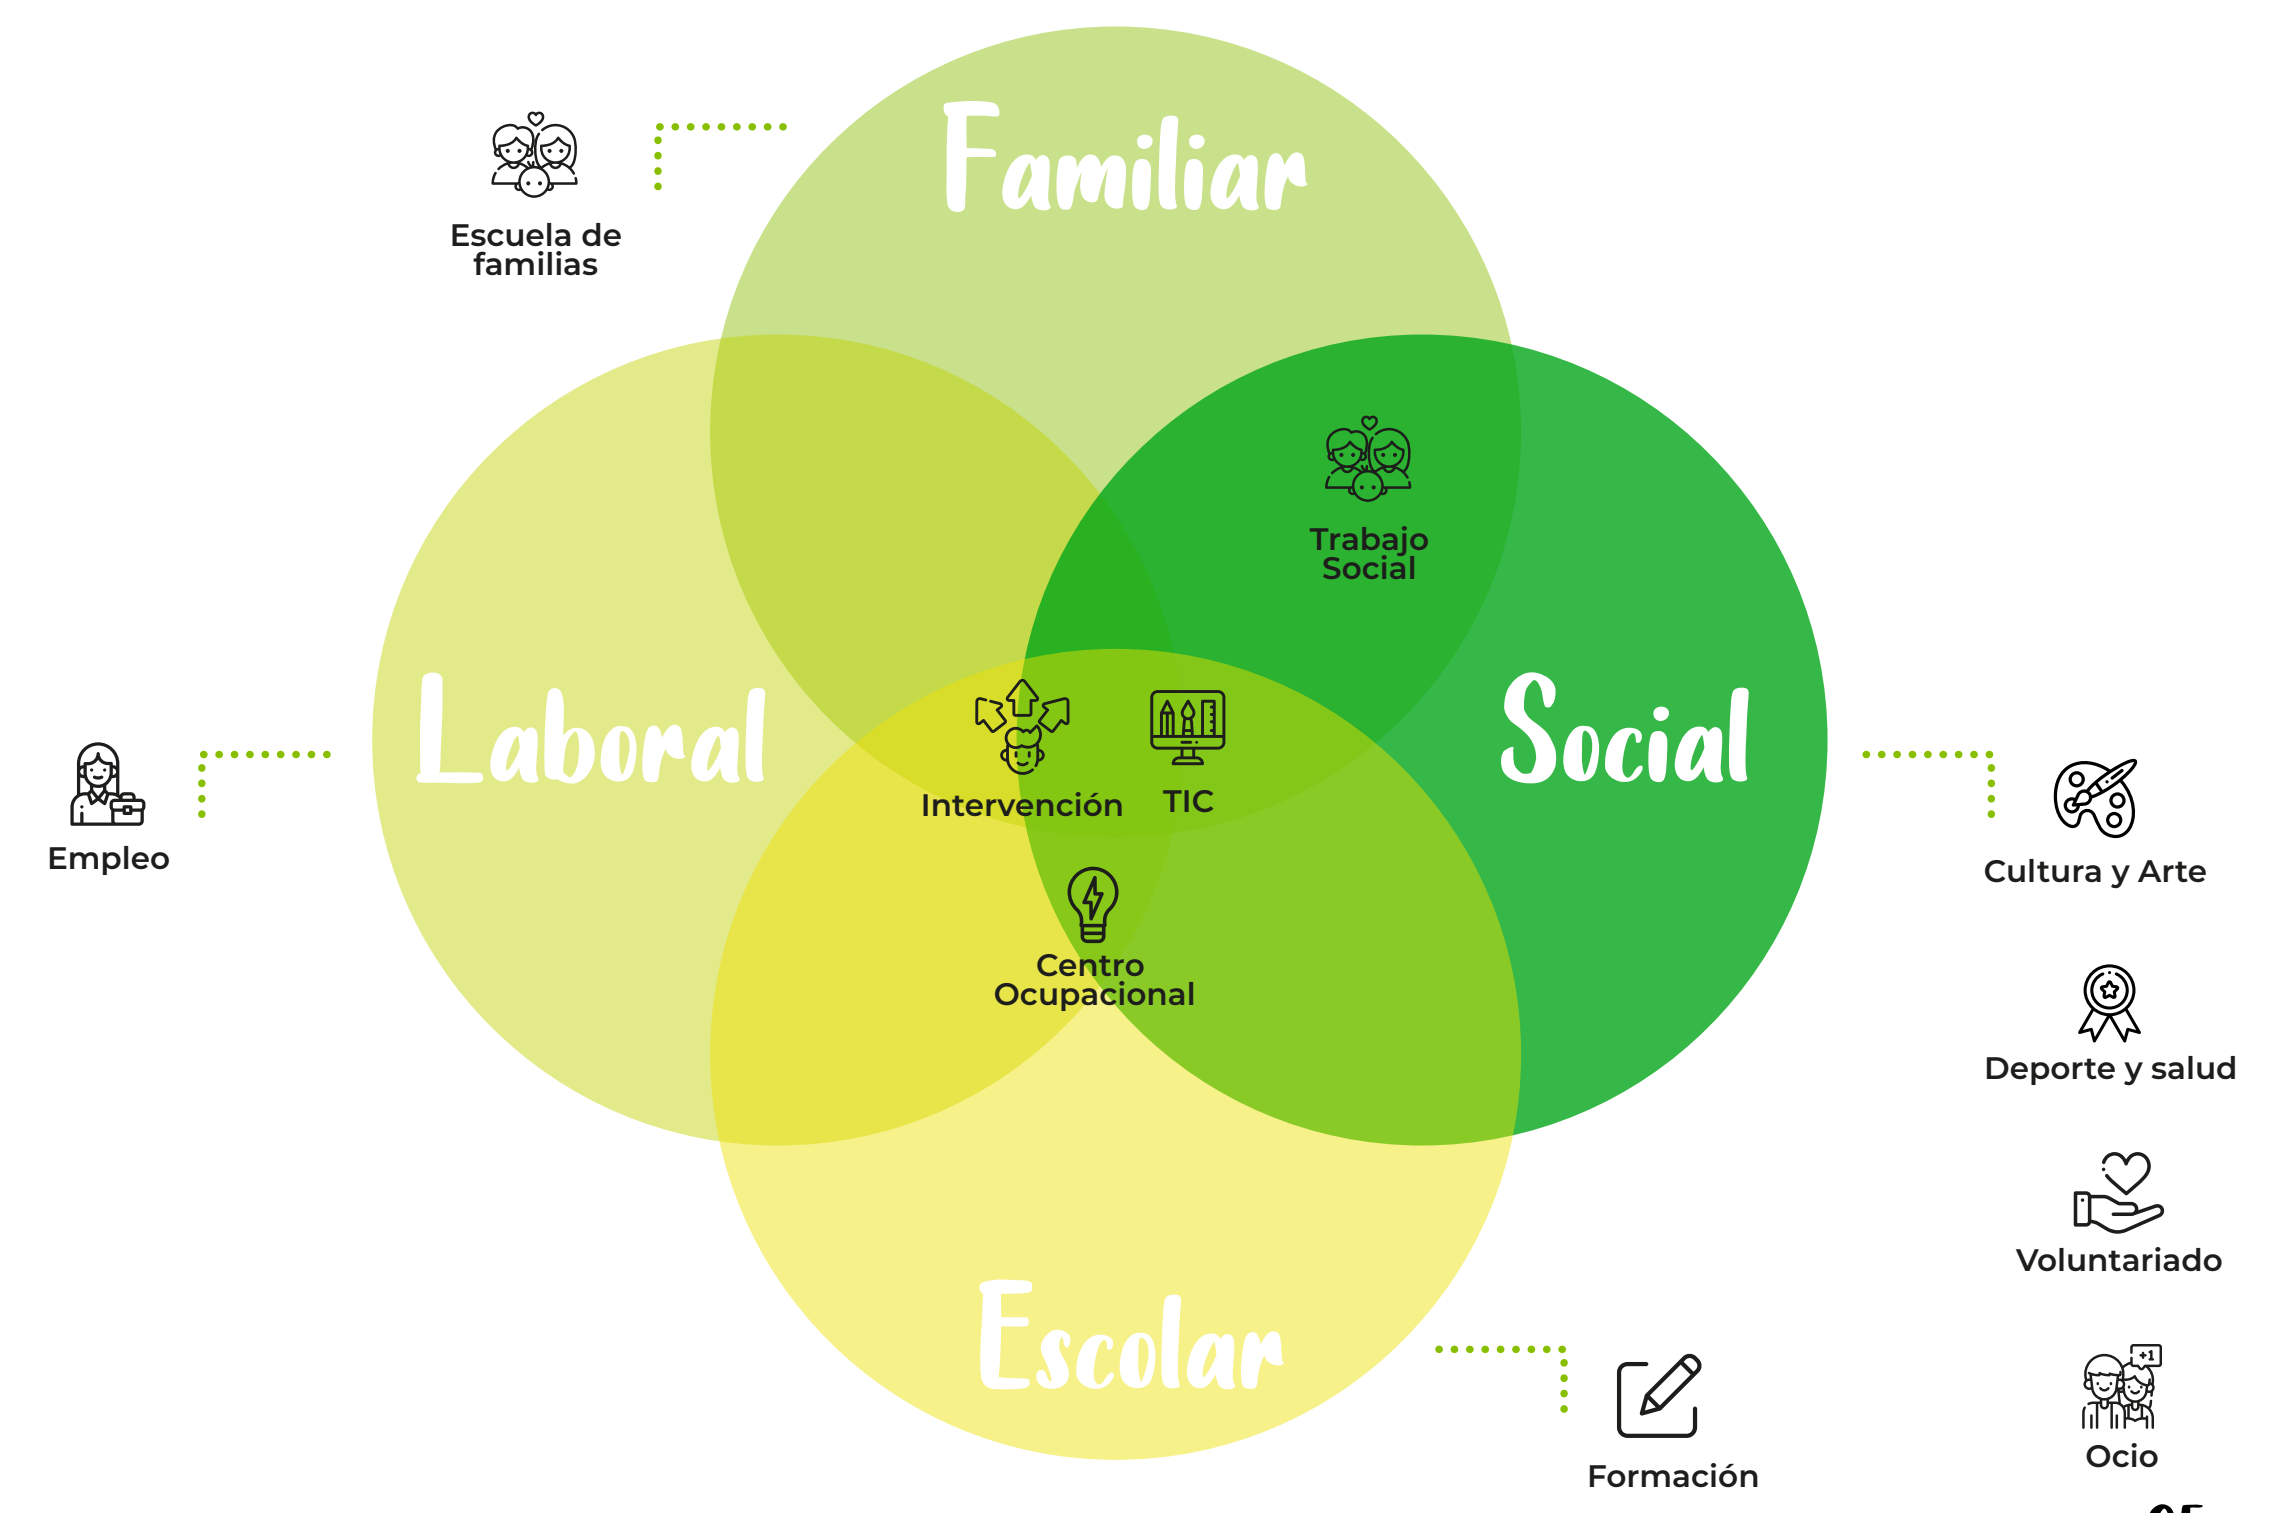 Familiar
Escuela de
familias
Trabajo
Social
Laboral
Social
Intervención
TIC
Empleo
Cultura y Arte
Centro
Ocupacional
Deporte y salud
Voluntariado
Escolar
+1
Ocio
Formación